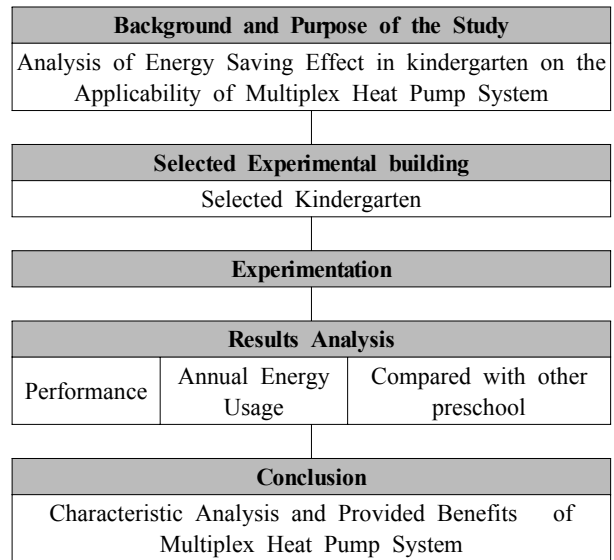 Background and Purpose of the Study
Analysis of Energy Saving Effect in kindergarten on the
Applicability of Multiplex Heat Pump System
Selected Experimental building
Selected Kindergarten
Experimentation
Results Analysis
Performance
Annual Energy
Usage
Compared with other
preschool
Conclusion
Characteristic Analysis and Provided Benefits of
Multiplex Heat Pump System